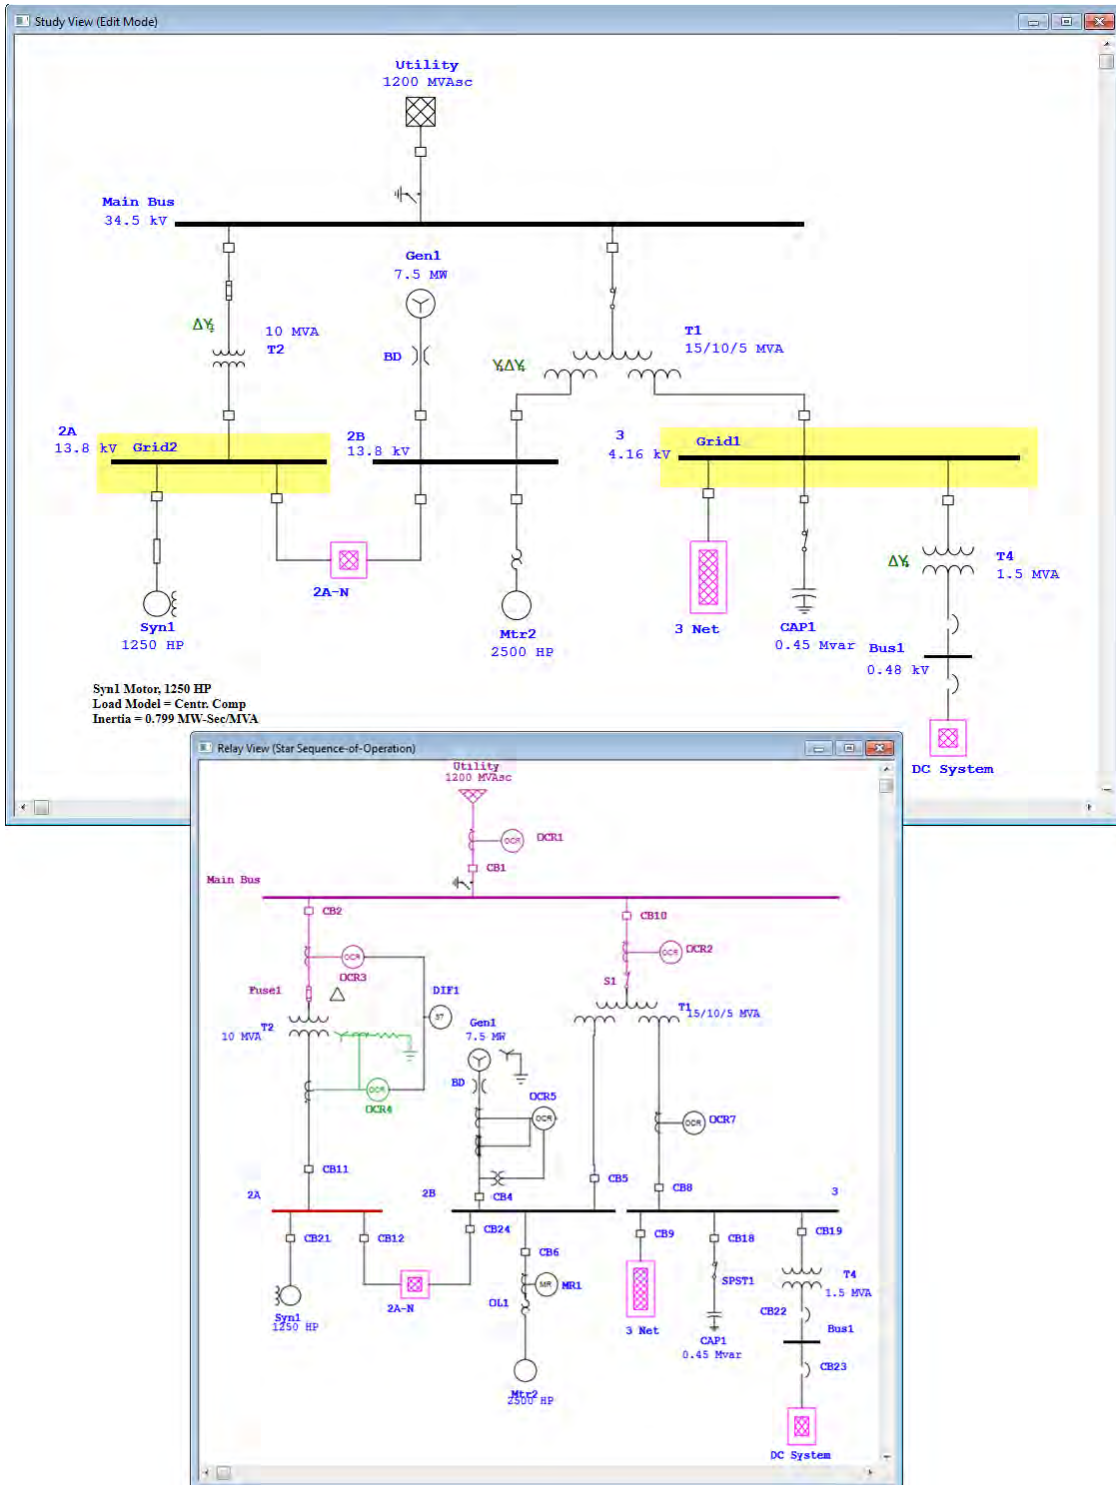 Study View (Edit Mode)
Utility
1200 MVAsc
Main Bus
34.5 kV
Gen1
7.5 MW
ΔY
10 MVA
T2
BD
T1
15/10/5 MVA
YΔY
2A
13.8 kV
Grid2
2B
13.8 kV
3
4.16 kV
Grid1
ΔY
T4
1.5 MVA
2A-N
Syn1
1250 HP
Mtr2
2500 HP
3 Net
CAP1
0.45 Mvar
Bus1
0.48 kV
DC System
Syn1 Motor, 1250 HP
Load Model = Centr. Comp
Inertia = 0.799 MW-Sec/MVA
Relay View (Star Sequence-of-Operation)
Utility
1200 MVAsc
OCR
OCR1
CB1
Main Bus
CB2
CB10
OCR
OCR3
OCR
OCR2
S1
Fuse1
DIF1
87
T1
15/10/5 MVA
T2
10 MVA
Gen1
7.5 MW
BD
OCR
OCR4
OCR5
OCR
OCR
OCR7
CB11
CB5
CB8
2A
2B
CB4
3
CB21
CB12
CB24
CB6
CB9
CB18
CB19
MR
MR1
SPST1
T4
1.5 MVA
OL1
2A-N
CB22
Syn1
1250 HP
3 Net
CAP1
0.45 Mvar
Bus1
CB23
Mtr2
2500 HP
DC System